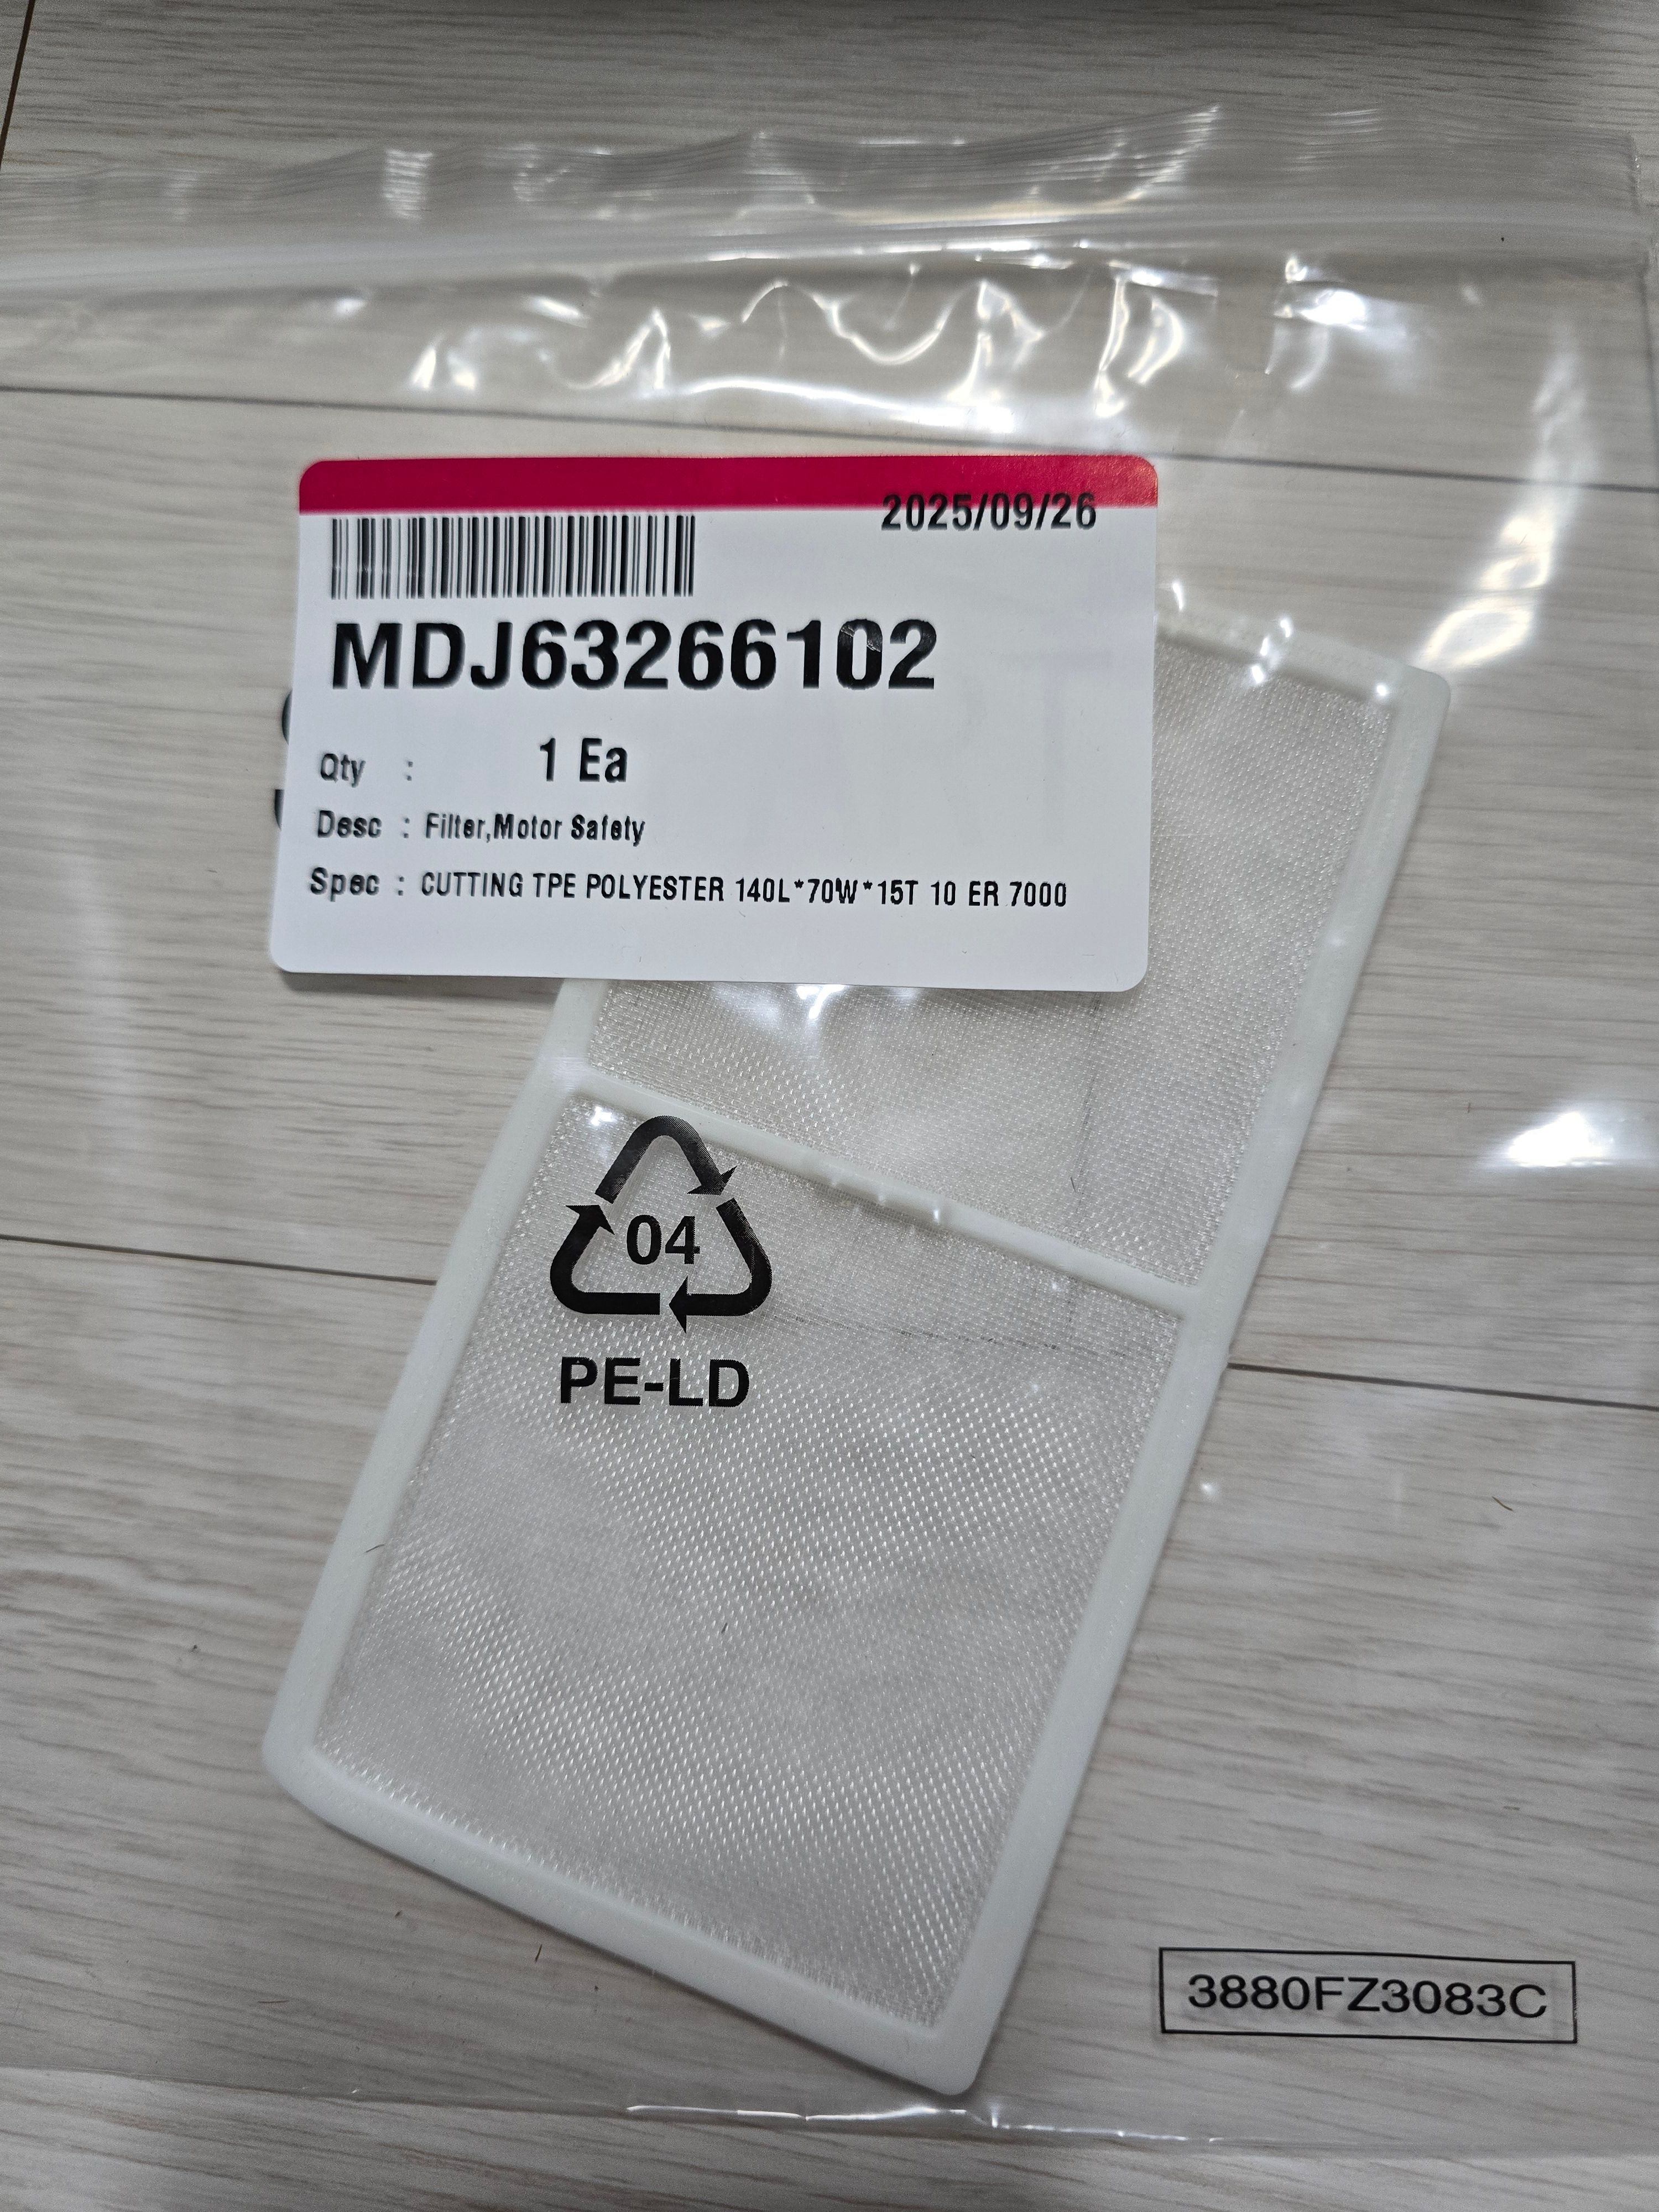 2025/09/26
MDJ63266102
Qty : 1 Ea
Desc : Filter,Motor Safety
Spec : CUTTING TPE POLYESTER 140L*70W*15T 10 ER 7000
04
PE-LD
3880FZ3083C